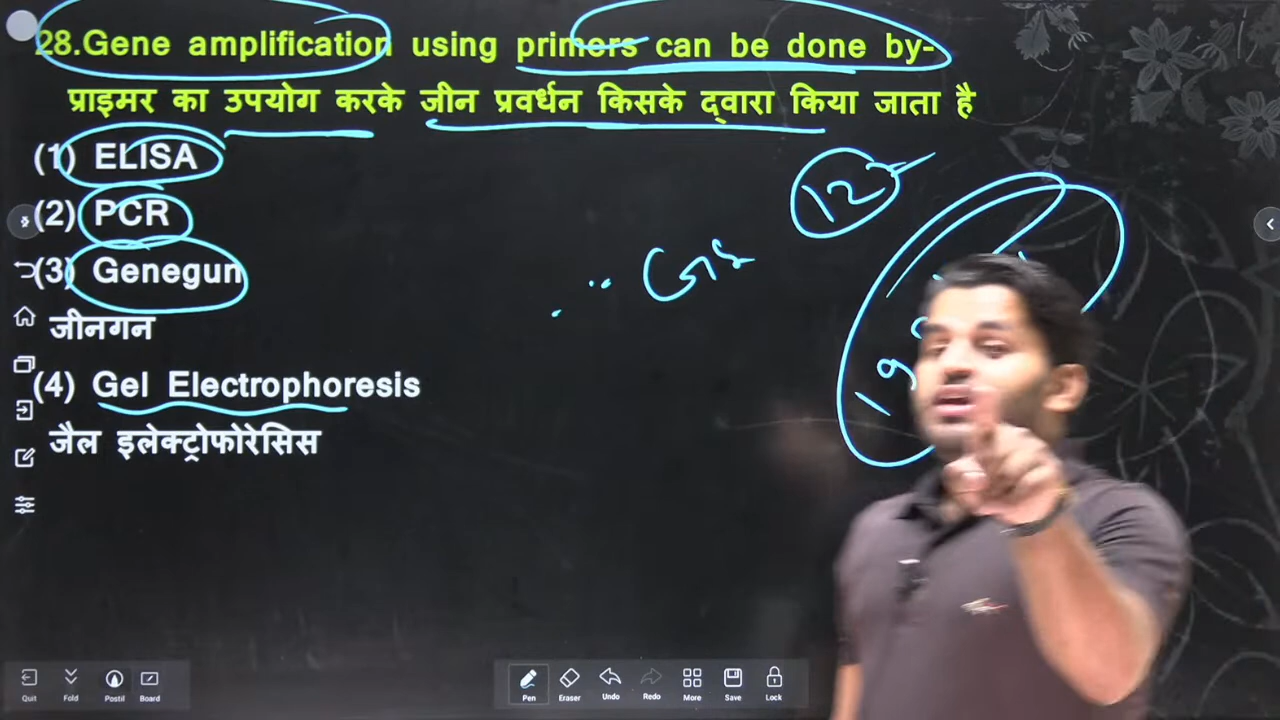 28.Gene amplification using primers can be done by-
प्राइमर का उपयोग करके जीन प्रवर्धन किसके द्वारा किया जाता है
(1) ELISA
(2) PCR
(3) Genegun
जीनगन
(4) Gel Electrophoresis
जैल इलेक्ट्रोफोरेसिस
12
Quit Fold Postil Board Pen Eraser Undo Redo More Save Lock